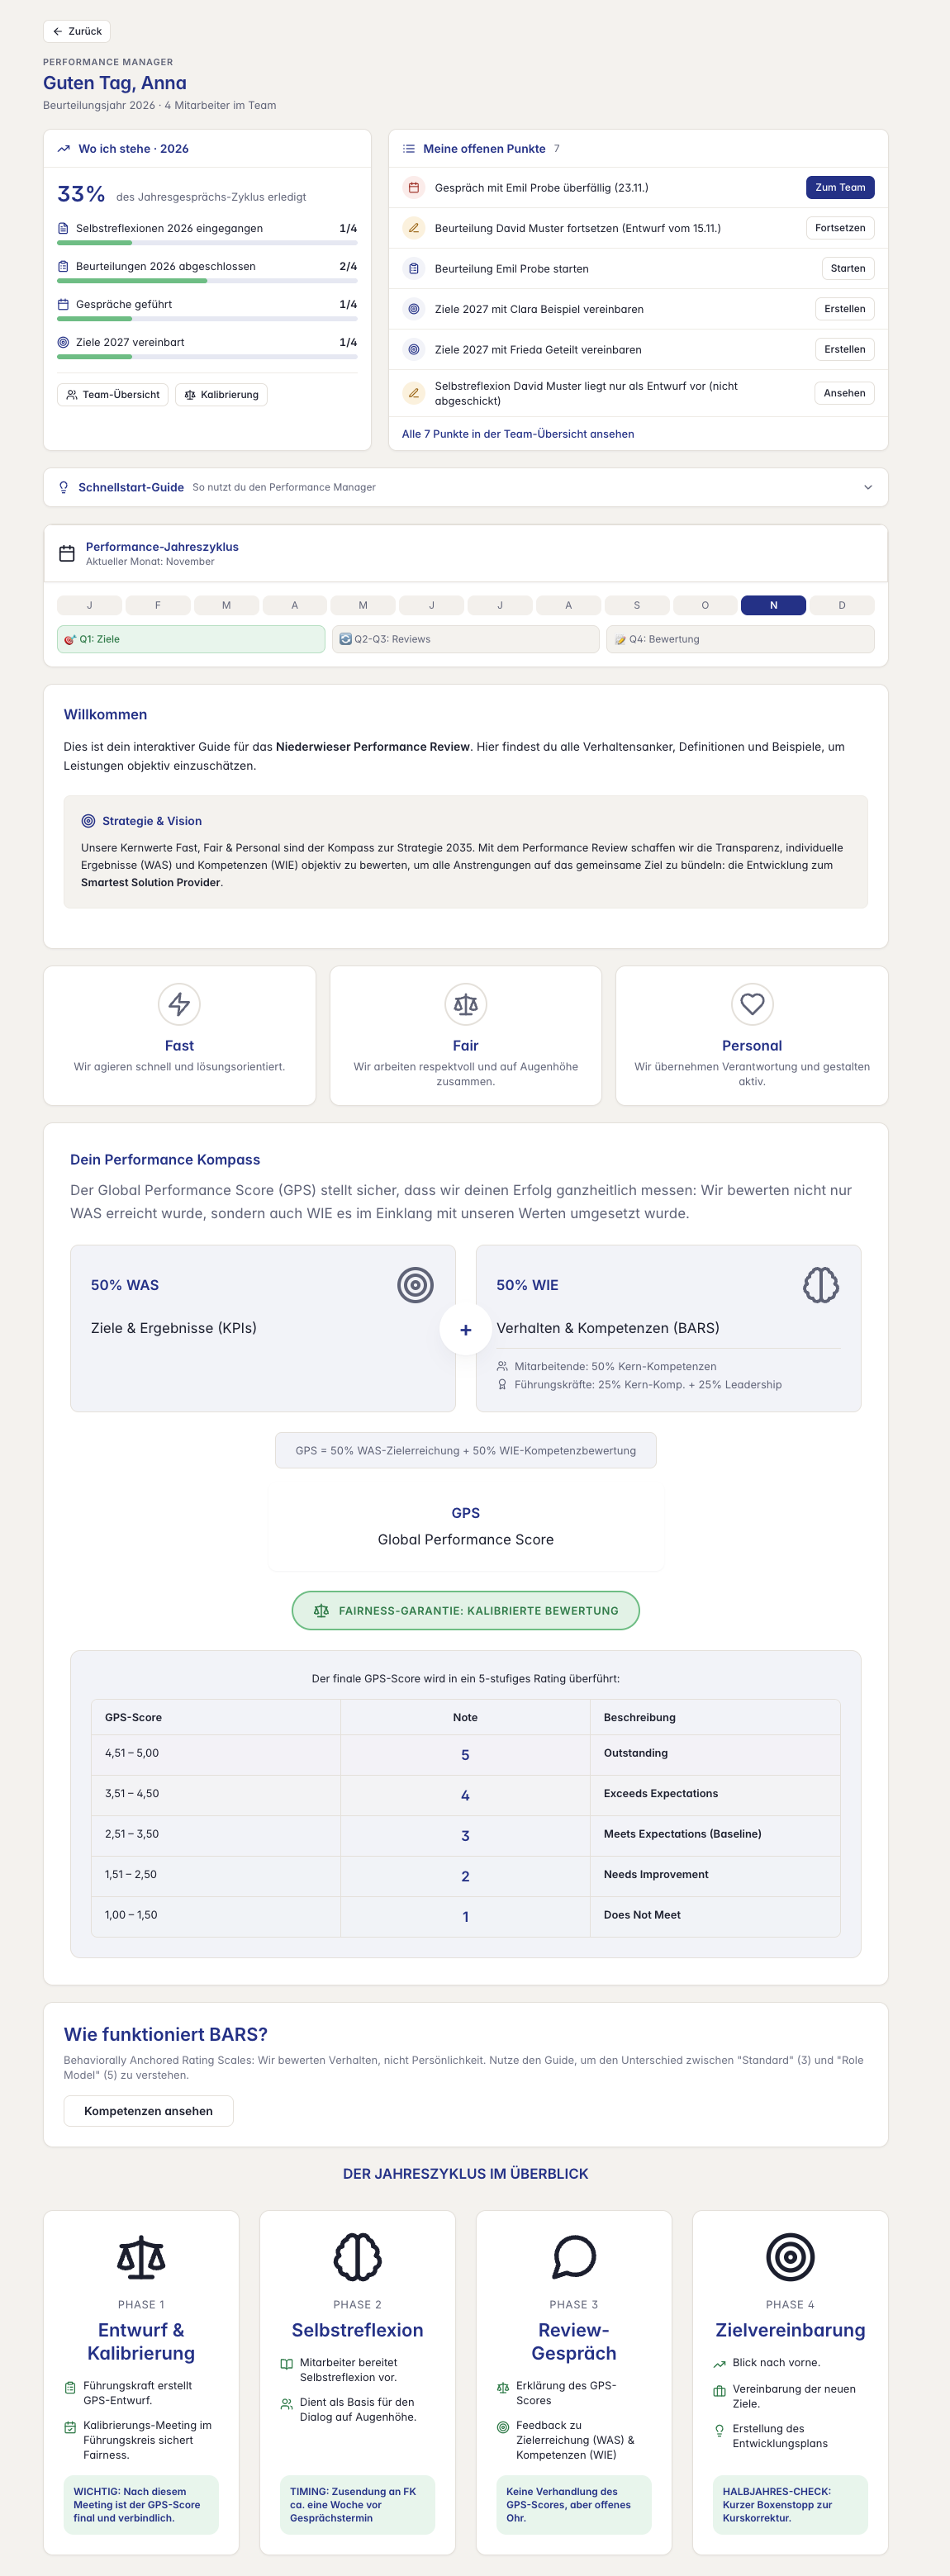 Zurück
PERFORMANCE MANAGER
Guten Tag, Anna
Beurteilungsjahr 2026 · 4 Mitarbeiter im Team
Wo ich stehe · 2026
33% des Jahresgesprächs-Zyklus erledigt
Selbstreflexionen 2026 eingegangen 1/4
Beurteilungen 2026 abgeschlossen 2/4
Gespräche geführt 1/4
Ziele 2027 vereinbart 1/4
Team-Übersicht Kalibrierung
Meine offenen Punkte 7
Gespräch mit Emil Probe überfällig (23.11.) Zum Team
Beurteilung David Muster fortsetzen (Entwurf vom 15.11.) Fortsetzen
Beurteilung Emil Probe starten Starten
Ziele 2027 mit Clara Beispiel vereinbaren Erstellen
Ziele 2027 mit Frieda Geteilt vereinbaren Erstellen
Selbstreflexion David Muster liegt nur als Entwurf vor (nicht
abgeschickt) Ansehen
Alle 7 Punkte in der Team-Übersicht ansehen
Schnellstart-Guide So nutzt du den Performance Manager
Performance-Jahreszyklus
Aktueller Monat: November
J F M A M J J A S O N D
Q1: Ziele Q2-Q3: Reviews Q4: Bewertung
Willkommen
Dies ist dein interaktiver Guide für das Niederwieser Performance Review. Hier findest du alle Verhaltensanker, Definitionen und Beispiele, um
Leistungen objektiv einzuschätzen.
Strategie & Vision
Unsere Kernwerte Fast, Fair & Personal sind der Kompass zur Strategie 2035. Mit dem Performance Review schaffen wir die Transparenz, individuelle
Ergebnisse (WAS) und Kompetenzen (WIE) objektiv zu bewerten, um alle Anstrengungen auf das gemeinsame Ziel zu bündeln: die Entwicklung zum
Smartest Solution Provider.
Fast
Wir agieren schnell und lösungsorientiert.
Fair
Wir arbeiten respektvoll und auf Augenhöhe
zusammen.
Personal
Wir übernehmen Verantwortung und gestalten
aktiv.
Dein Performance Kompass
Der Global Performance Score (GPS) stellt sicher, dass wir deinen Erfolg ganzheitlich messen: Wir bewerten nicht nur
WAS erreicht wurde, sondern auch WIE es im Einklang mit unseren Werten umgesetzt wurde.
50% WAS
Ziele & Ergebnisse (KPIs)
+
50% WIE
Verhalten & Kompetenzen (BARS)
Mitarbeitende: 50% Kern-Kompetenzen
Führungskräfte: 25% Kern-Komp. + 25% Leadership
GPS = 50% WAS-Zielerreichung + 50% WIE-Kompetenzbewertung
GPS
Global Performance Score
FAIRNESS-GARANTIE: KALIBRIERTE BEWERTUNG
Der finale GPS-Score wird in ein 5-stufiges Rating überführt:
GPS-Score Note Beschreibung
4,51 – 5,00 5 Outstanding
3,51 – 4,50 4 Exceeds Expectations
2,51 – 3,50 3 Meets Expectations (Baseline)
1,51 – 2,50 2 Needs Improvement
1,00 – 1,50 1 Does Not Meet
Wie funktioniert BARS?
Behaviorally Anchored Rating Scales: Wir bewerten Verhalten, nicht Persönlichkeit. Nutze den Guide, um den Unterschied zwischen "Standard" (3) und "Role
Model" (5) zu verstehen.
Kompetenzen ansehen
DER JAHRESZYKLUS IM ÜBERBLICK
PHASE 1
Entwurf &
Kalibrierung
Führungskraft erstellt
GPS-Entwurf.
Kalibrierungs-Meeting im
Führungskreis sichert
Fairness.
WICHTIG: Nach diesem
Meeting ist der GPS-Score
final und verbindlich.
PHASE 2
Selbstreflexion
Mitarbeiter bereitet
Selbstreflexion vor.
Dient als Basis für den
Dialog auf Augenhöhe.
TIMING: Zusendung an FK
ca. eine Woche vor
Gesprächstermin
PHASE 3
Review-
Gespräch
Erklärung des GPS-
Scores
Feedback zu
Zielerreichung (WAS) &
Kompetenzen (WIE)
Keine Verhandlung des
GPS-Scores, aber offenes
Ohr.
PHASE 4
Zielvereinbarung
Blick nach vorne.
Vereinbarung der neuen
Ziele.
Erstellung des
Entwicklungsplans
HALBJAHRES-CHECK:
Kurzer Boxenstopp zur
Kurskorrektur.